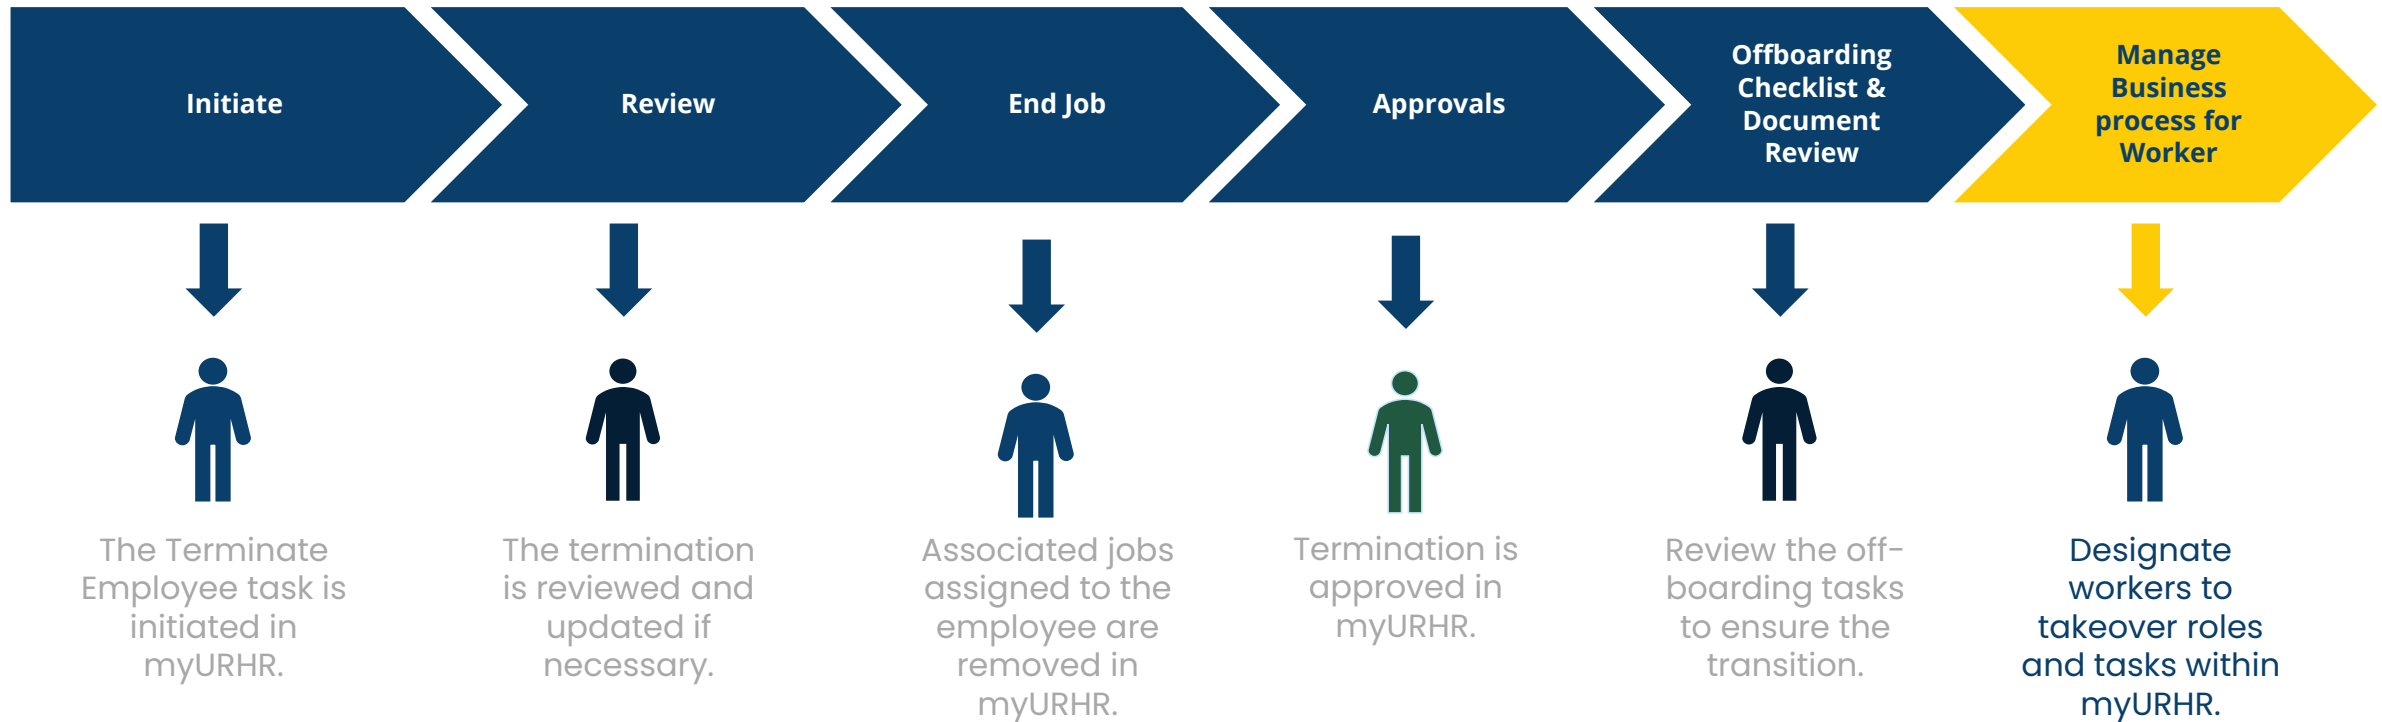 Initiate
Review
End Job
Approvals
Offboarding
Checklist &
Document
Review
Manage
Business
process for
Worker
The Terminate
Employee task is
initiated in
myURHR.
The termination
is reviewed and
updated if
necessary.
Associated jobs
assigned to the
employee are
removed in
myURHR.
Termination is
approved in
myURHR.
Review the off-
boarding tasks
to ensure the
transition.
Designate
workers to
takeover roles
and tasks within
myURHR.